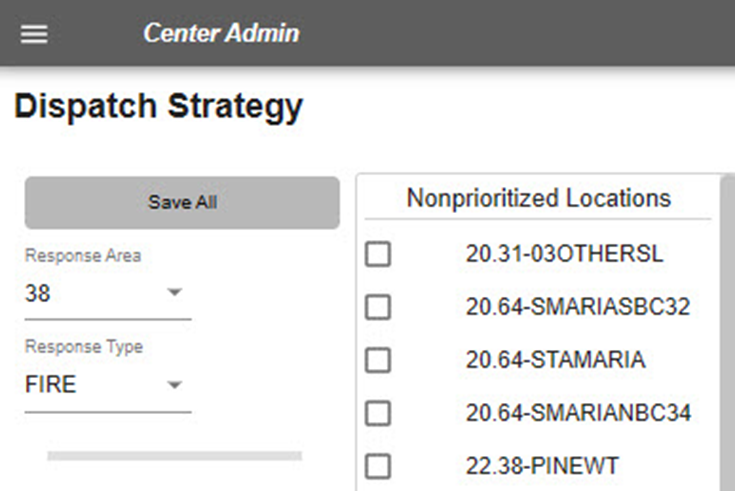 Center Admin
Dispatch Strategy
Save All
Response Area
38
Response Type
FIRE
Nonprioritized Locations
20.31-03OTHERSL
20.64-SMARIASBC32
20.64-STAMARIA
20.64-SMARIANBC34
22.38-PINEWT